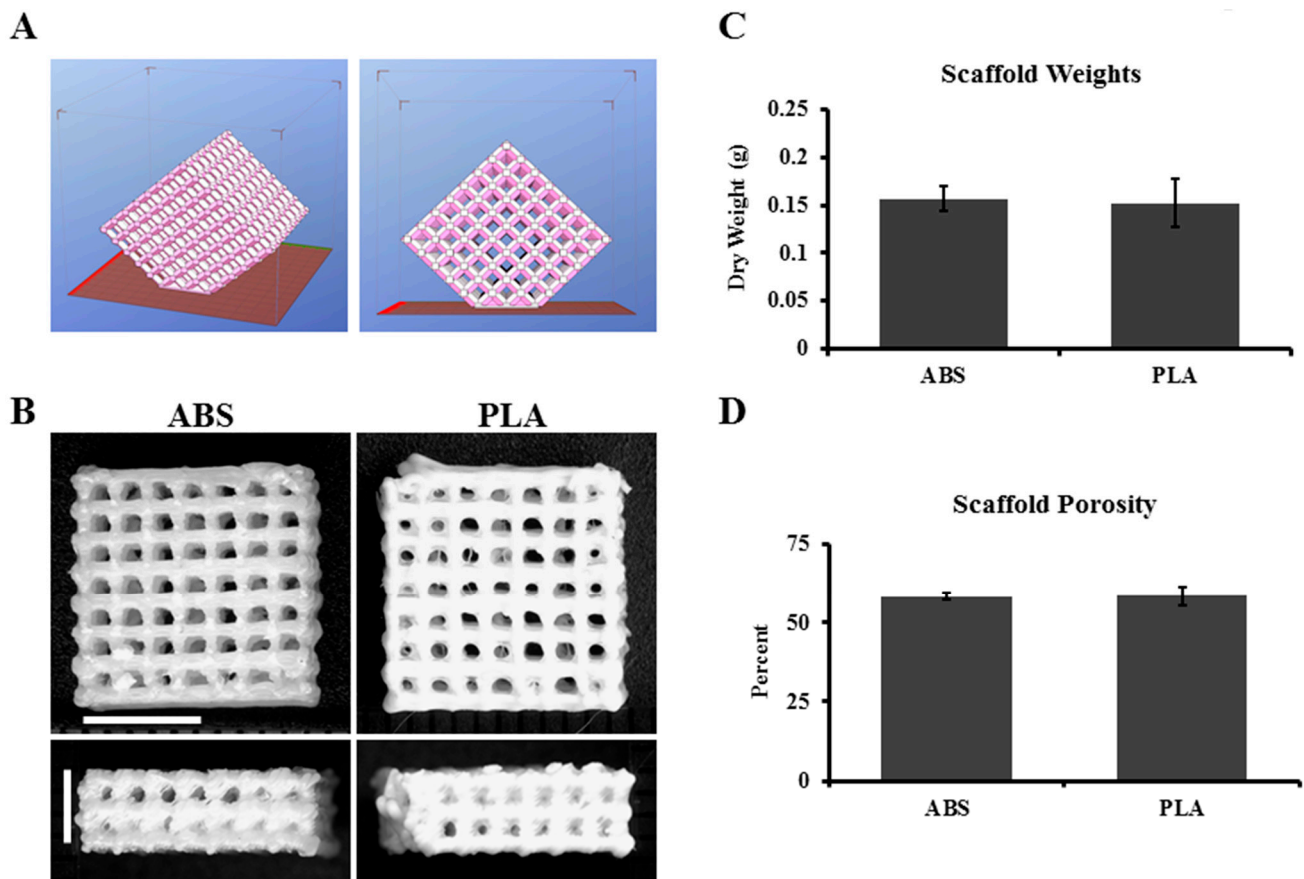 A
B
ABS
PLA
C
Scaffold Weights
Dry Weight (g)
0.25
0.2
0.15
0.1
0.05
0
ABS
PLA
D
Scaffold Porosity
Percent
75
50
25
0
ABS
PLA